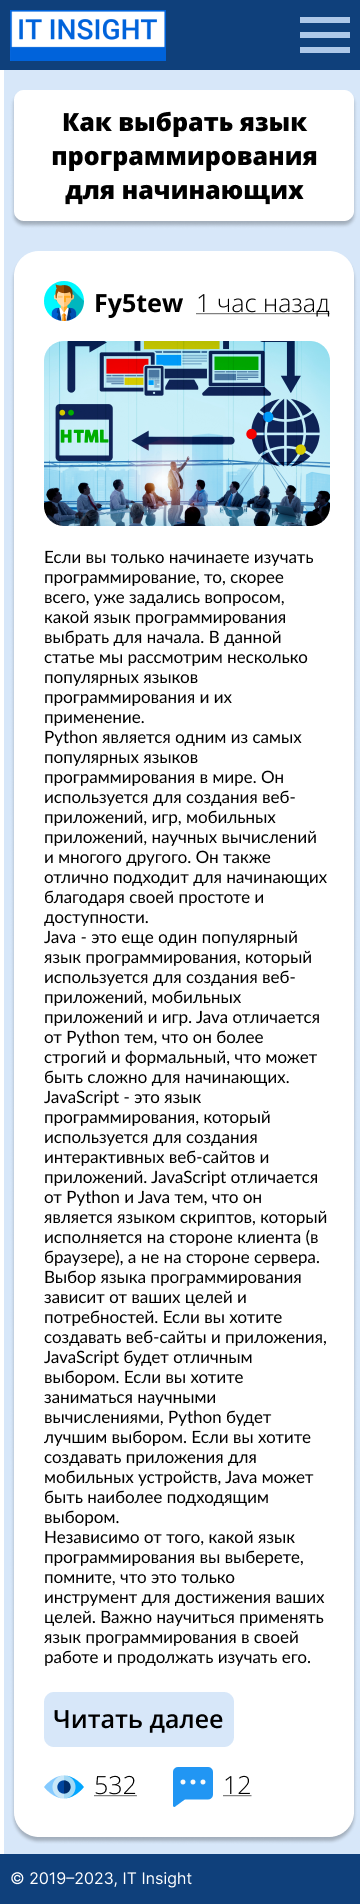 IT INSIGHT
Как выбрать язык
программирования
для начинающих
Fy5tew 1 час назад
HTML
Если вы только начинаете изучать
программирование, то, скорее
всего, уже задались вопросом,
какой язык программирования
выбрать для начала. В данной
статье мы рассмотрим несколько
популярных языков
программирования и их
применение.
Python является одним из самых
популярных языков
программирования в мире. Он
используется для создания веб-
приложений, игр, мобильных
приложений, научных вычислений
и многого другого. Он также
отлично подходит для начинающих
благодаря своей простоте и
доступности.
Java - это еще один популярный
язык программирования, который
используется для создания веб-
приложений, мобильных
приложений и игр. Java отличается
от Python тем, что он более
строгий и формальный, что может
быть сложно для начинающих.
JavaScript - это язык
программирования, который
используется для создания
интерактивных веб-сайтов и
приложений. JavaScript отличается
от Python и Java тем, что он
является языком скриптов, который
исполняется на стороне клиента (в
браузере), а не на стороне сервера.
Выбор языка программирования
зависит от ваших целей и
потребностей. Если вы хотите
создавать веб-сайты и приложения,
JavaScript будет отличным
выбором. Если вы хотите
заниматься научными
вычислениями, Python будет
лучшим выбором. Если вы хотите
создавать приложения для
мобильных устройств, Java может
быть наиболее подходящим
выбором.
Независимо от того, какой язык
программирования вы выберете,
помните, что это только
инструмент для достижения ваших
целей. Важно научиться применять
язык программирования в своей
работе и продолжать изучать его.
Читать далее
532 12
© 2019–2023, IT Insight